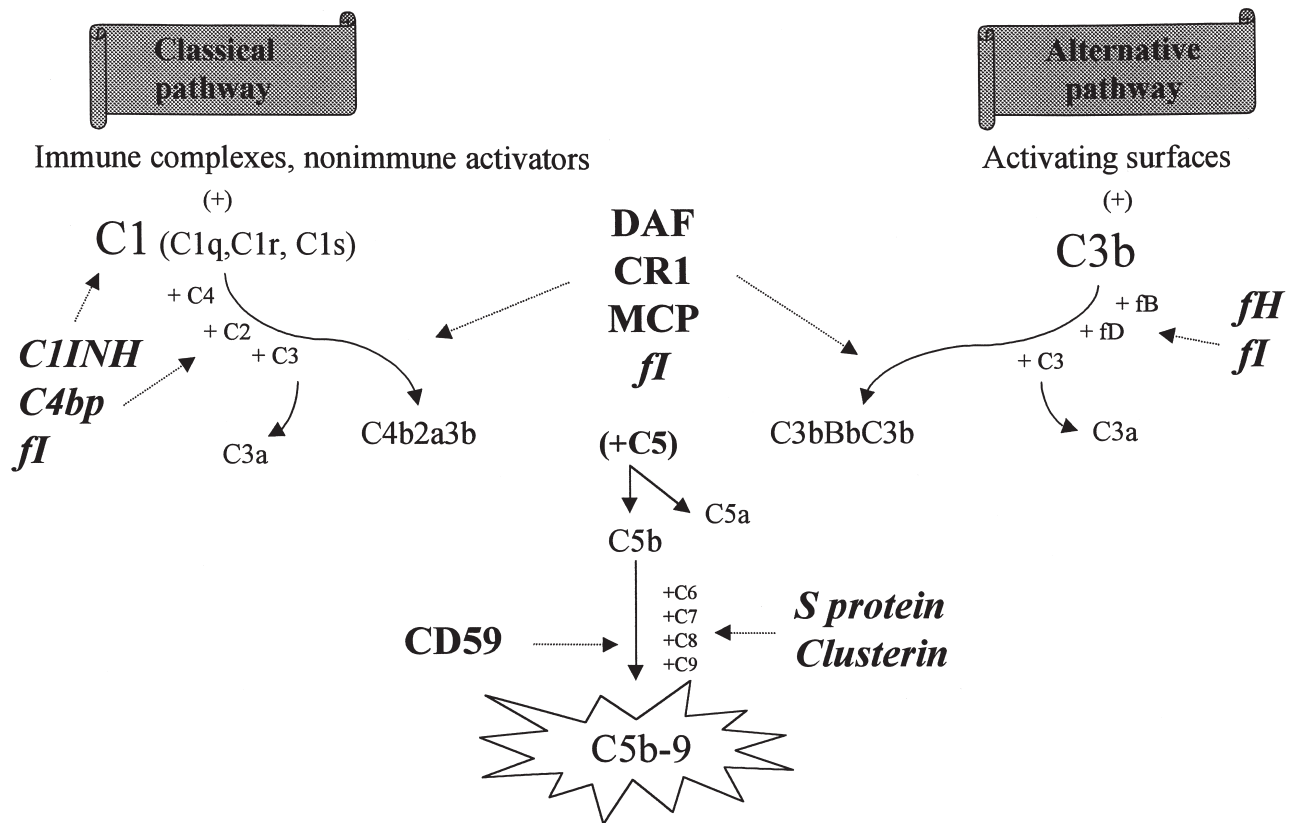 Classical
pathway
Alternative
pathway
Immune complexes, nonimmune activators
Activating surfaces
(+)
(+)
C1 (C1q,C1r, C1s)
C3b
DAF
CR1
MCP
fI
+ C4
+ C2
+ C3
C1INH
C4bp
fI
+ fB
+ fD
+ C3
fH
fI
C3a
C4b2a3b
C3bBbC3b
C3a
(+C5)
C5a
C5b
+C6
+C7
+C8
+C9
CD59
S protein
Clusterin
C5b-9